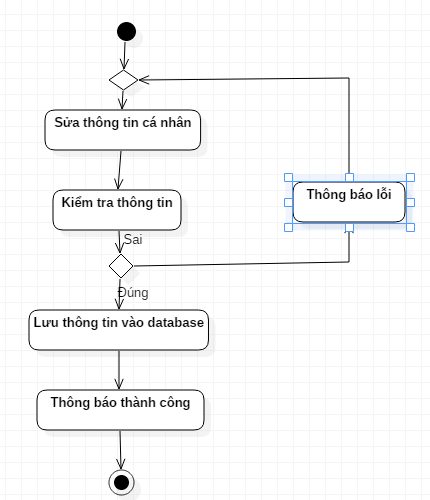 Sửa thông tin cá nhân
Thông báo lỗi
Kiểm tra thông tin
Sai
Đúng
Lưu thông tin vào database
Thông báo thành công